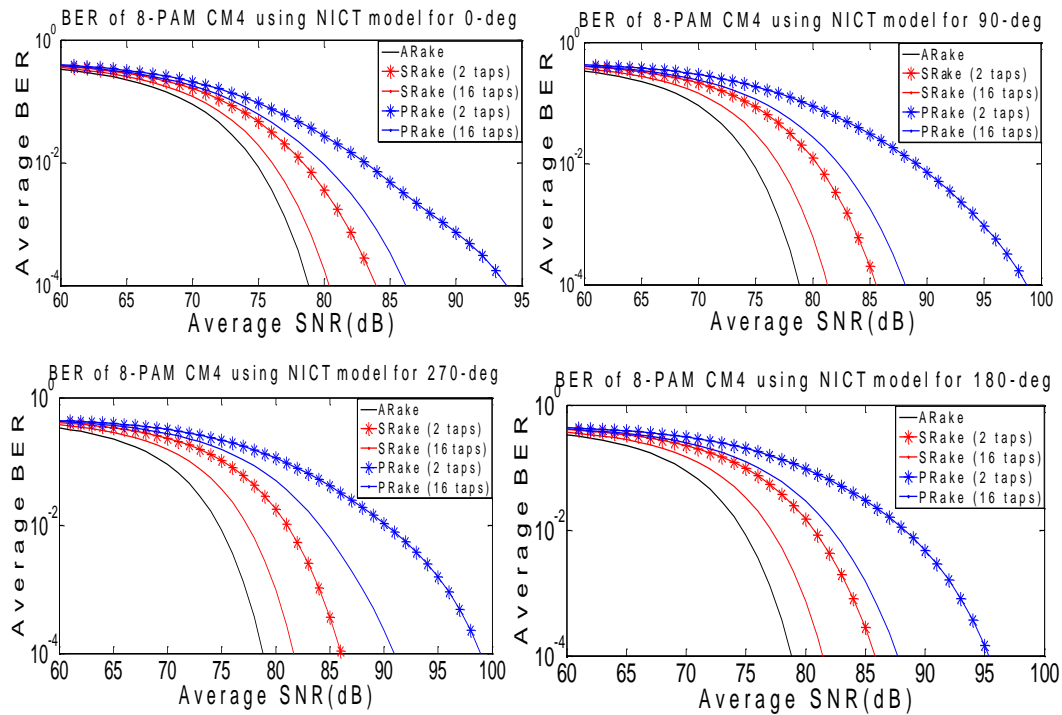 BER of 8-PAM CM4 using NICT model for 0-deg
Average BER
10^0
10^-2
10^-4
60 65 70 75 80 85 90 95
Average SNR(dB)
ARake
SRake (2 taps)
SRake (16 taps)
PRake (2 taps)
PRake (16 taps)
BER of 8-PAM CM4 using NICT model for 90-deg
Average BER
10^0
10^-2
10^-4
60 65 70 75 80 85 90 95 100
Average SNR(dB)
ARake
SRake (2 taps)
SRake (16 taps)
PRake (2 taps)
PRake (16 taps)
BER of 8-PAM CM4 using NICT model for 270-deg
Average BER
10^0
10^-2
10^-4
60 65 70 75 80 85 90 95 100
Average SNR(dB)
ARake
SRake (2 taps)
SRake (16 taps)
PRake (2 taps)
PRake (16 taps)
BER of 8-PAM CM4 using NICT model for 180-deg
Average BER
10^0
10^-2
10^-4
60 65 70 75 80 85 90 95 100
Average SNR(dB)
ARake
SRake (2 taps)
SRake (16 taps)
PRake (2 taps)
PRake (16 taps)